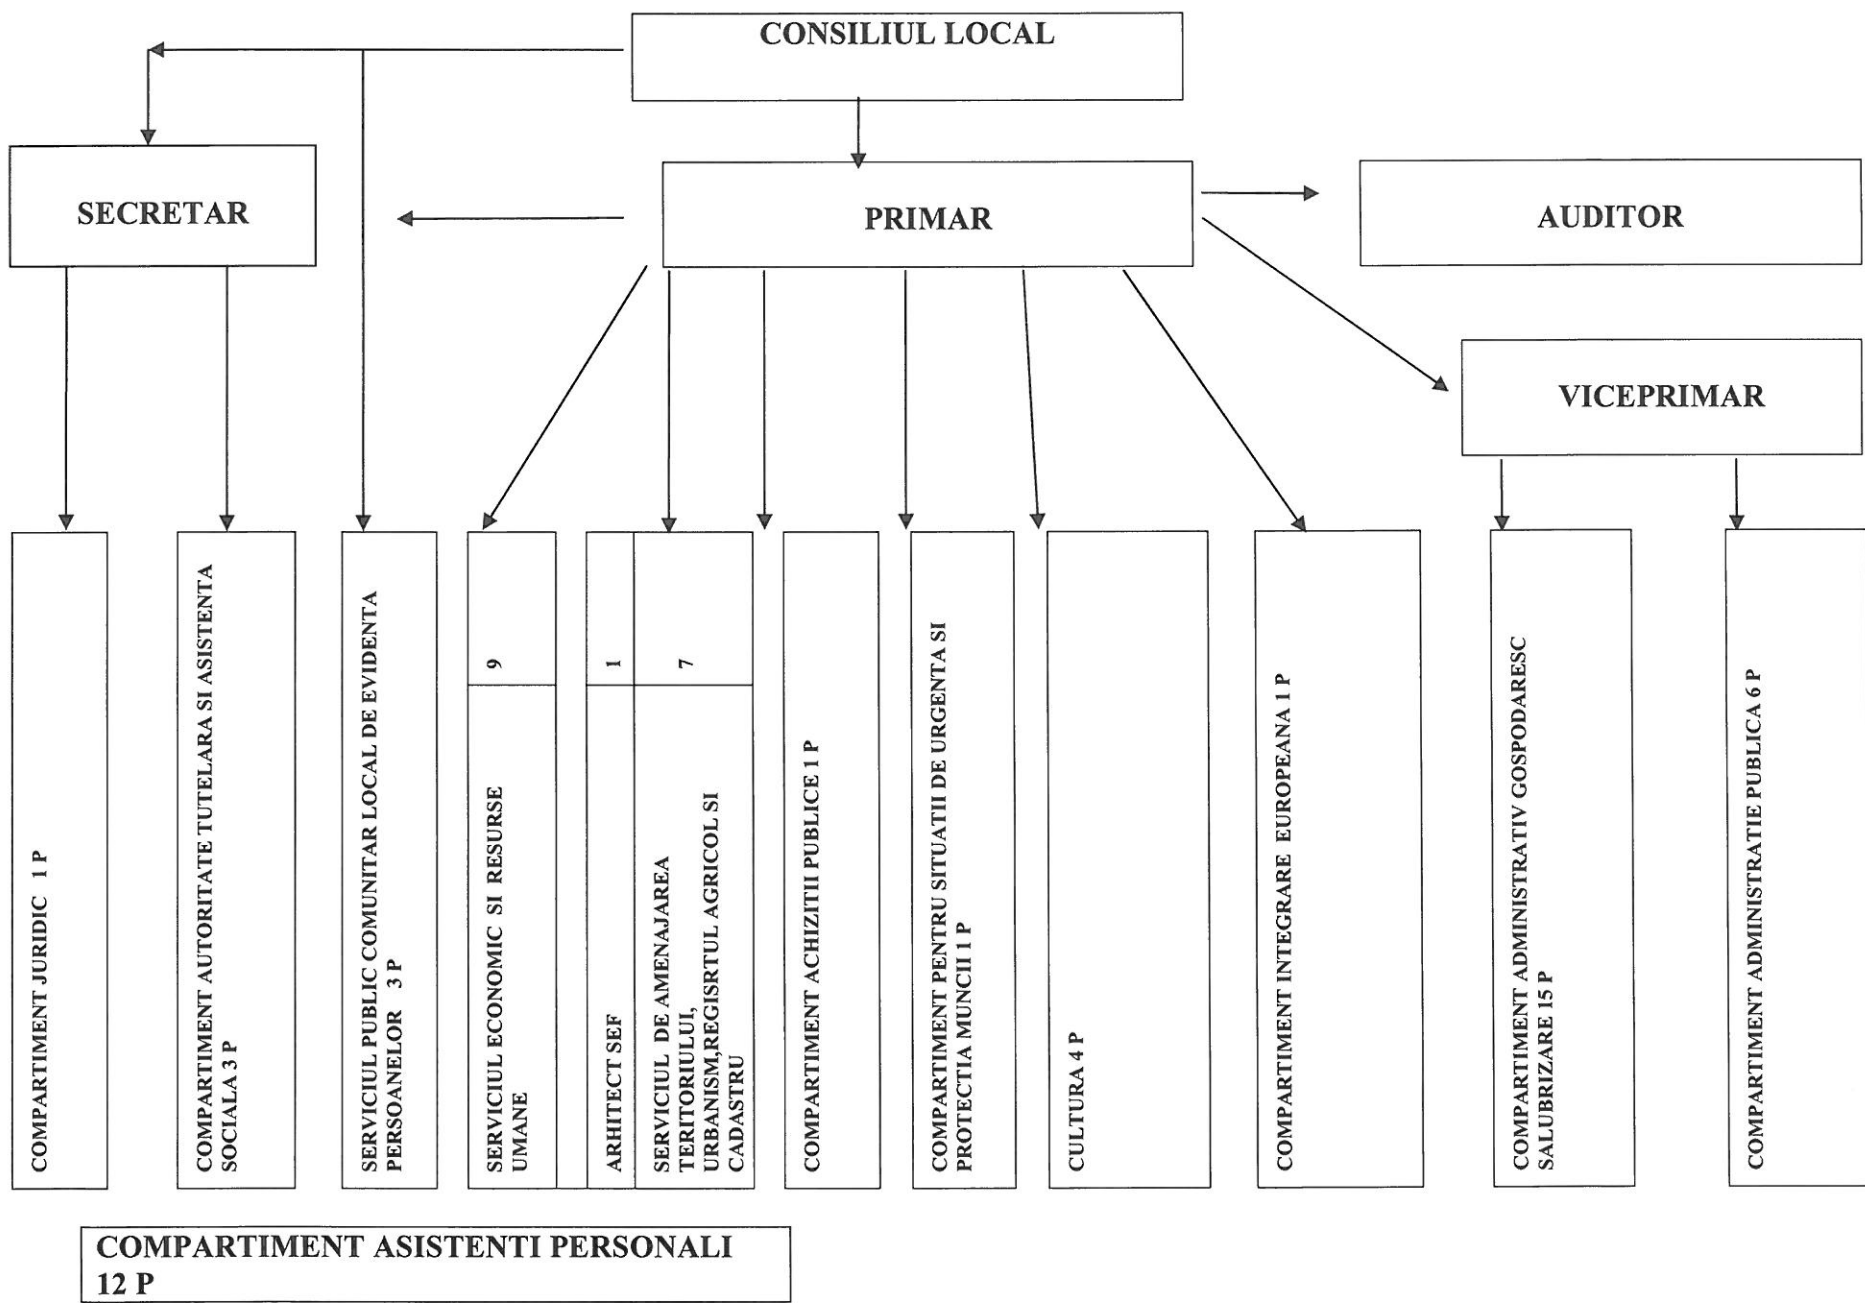 CONSILIUL LOCAL
SECRETAR
PRIMAR
AUDITOR
VICEPRIMAR
COMPARTIMENT JURIDIC 1 P
COMPARTIMENT AUTORITATE TUTELARA SI ASISTENTA
SOCIALA 3 P
SERVICIUL PUBLIC COMUNITAR LOCAL DE EVIDENTA
PERSOANELOR 3 P
SERVICIUL ECONOMIC SI RESURSE
UMANE
9
ARHITECT SEF
1
SERVICIUL DE AMENAJAREA
TERITORIULUI,
URBANISM,REGISRTUL AGRICOL SI
CADASTRU
7
COMPARTIMENT ACHIZITII PUBLICE 1 P
COMPARTIMENT PENTRU SITUATII DE URGENTA SI
PROTECTIA MUNCII 1 P
CULTURA 4 P
COMPARTIMENT INTEGRARE EUROPEANA 1 P
COMPARTIMENT ADMINISTRATIV GOSPODARESC
SALUBRIZARE 15 P
COMPARTIMENT ADMINISTRATIE PUBLICA 6 P
COMPARTIMENT ASISTENTI PERSONALI
12 P